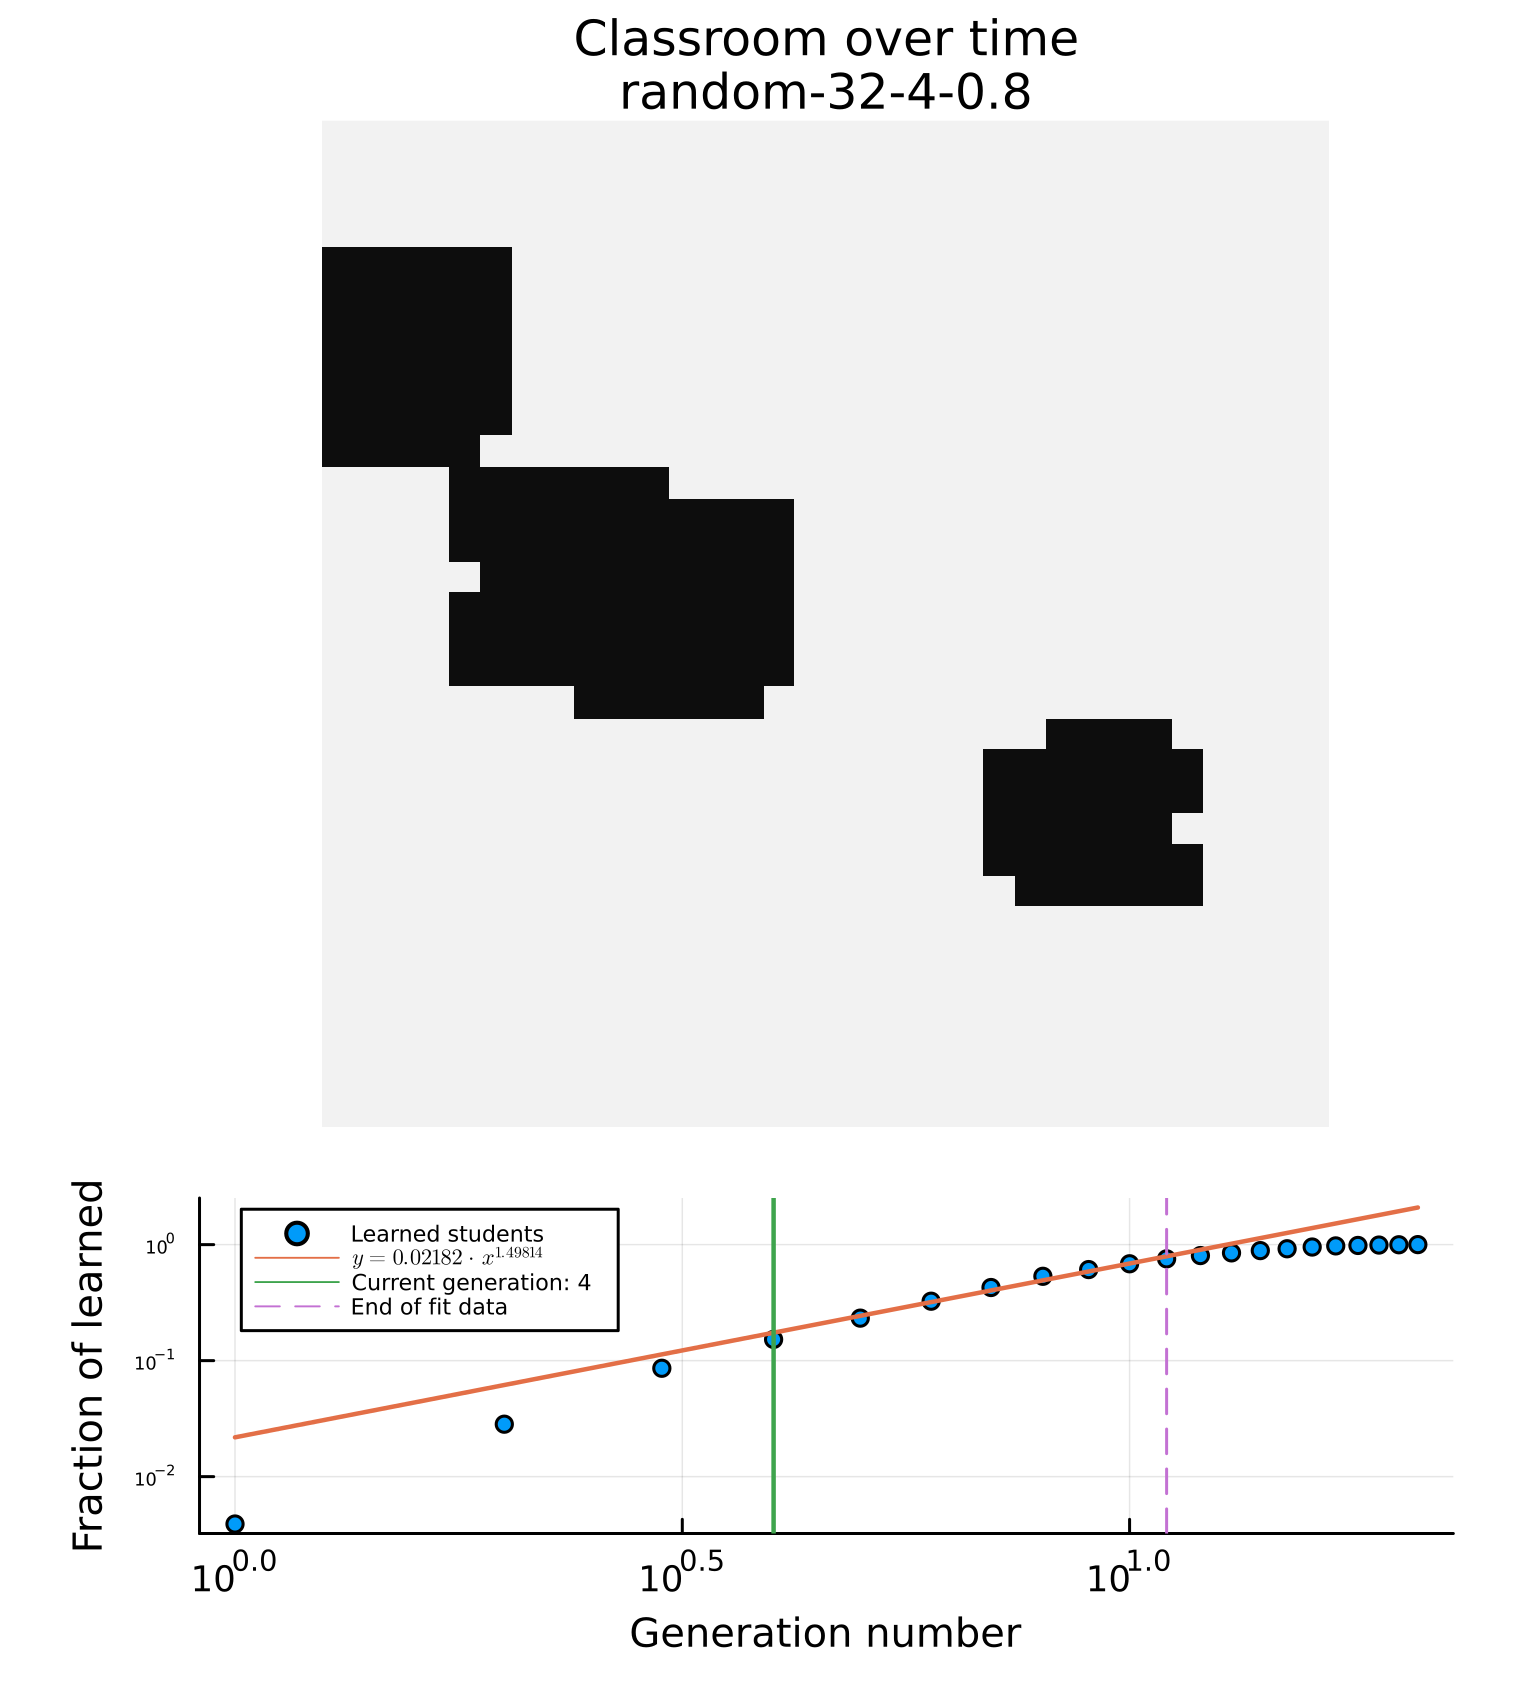 Classroom over time
random-32-4-0.8
Fraction of learned
Learned students
y = 0.02182 · x^1.49814
Current generation: 4
End of fit data
10^0
10^−1
10^−2
10^0.0 10^0.5 10^1.0
Generation number